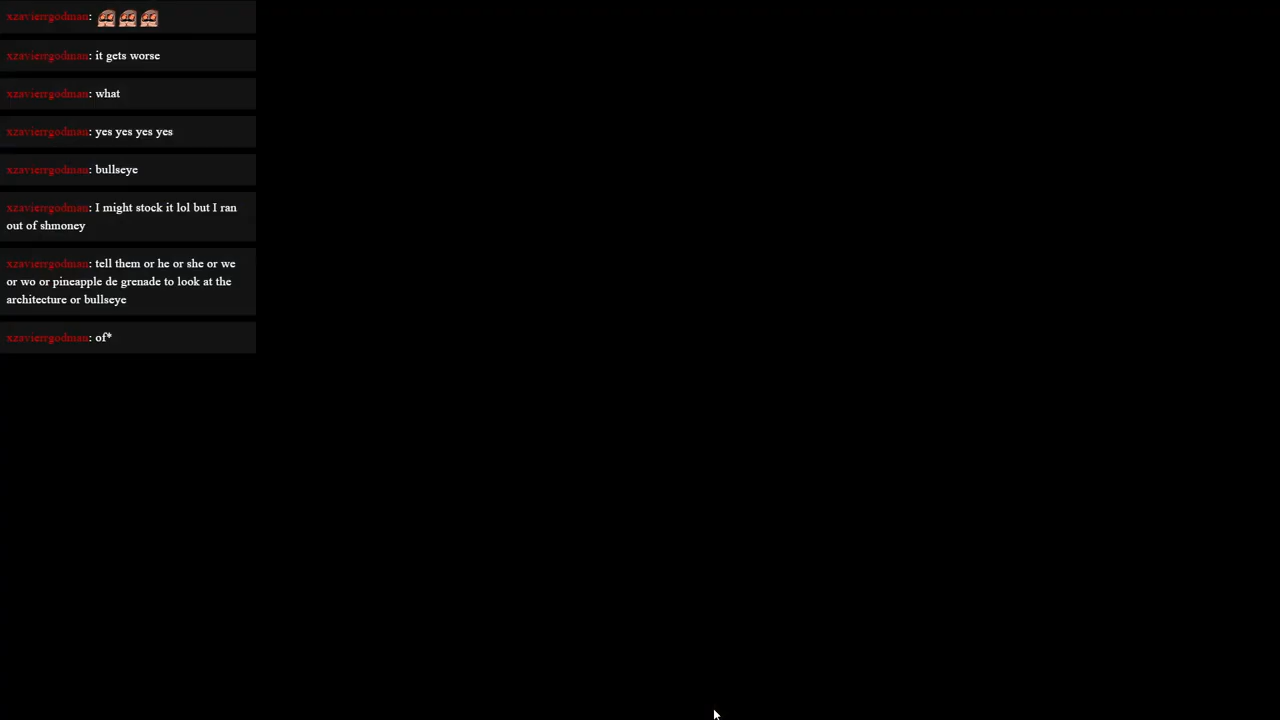 xzavierrgodman:
xzavierrgodman: it gets worse
xzavierrgodman: what
xzavierrgodman: yes yes yes yes
xzavierrgodman: bullseye
xzavierrgodman: I might stock it lol but I ran
out of shmoney
xzavierrgodman: tell them or he or she or we
or wo or pineapple de grenade to look at the
architecture or bullseye
xzavierrgodman: of*